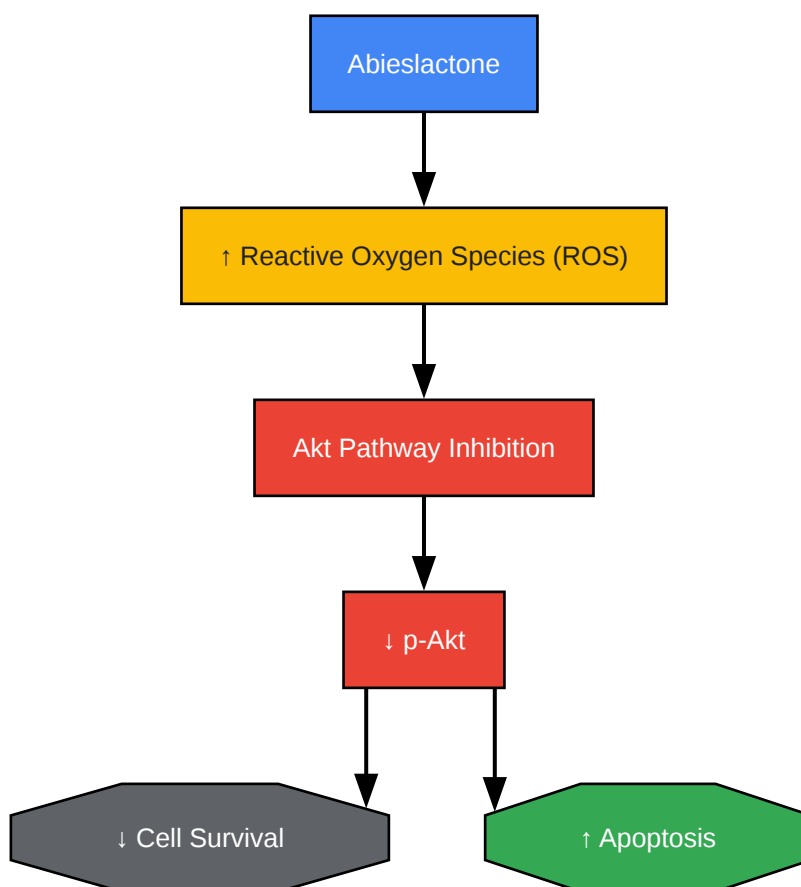 Abieslactone
↑ Reactive Oxygen Species (ROS)
Akt Pathway Inhibition
↓ p-Akt
↓ Cell Survival
↑ Apoptosis